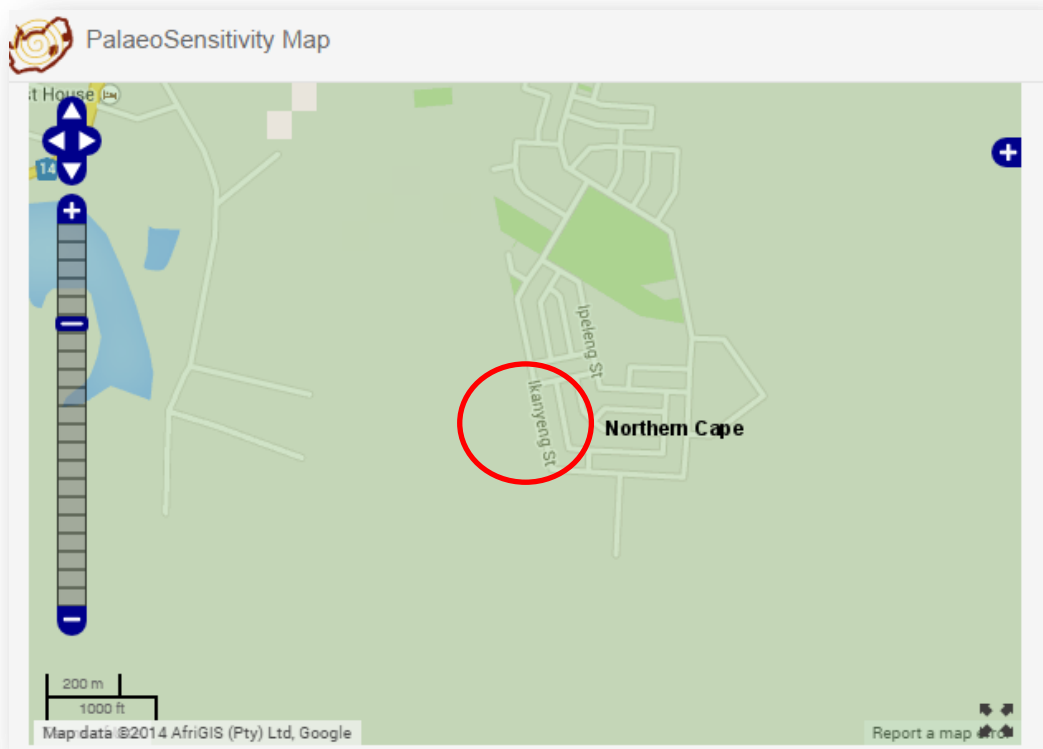 PalaeoSensitivity Map
st House
14
Ipeleng St
Ikanyeng St
Northern Cape
200 m
1000 ft
Map data ©2014 AfriGIS (Pty) Ltd, Google
Report a map error